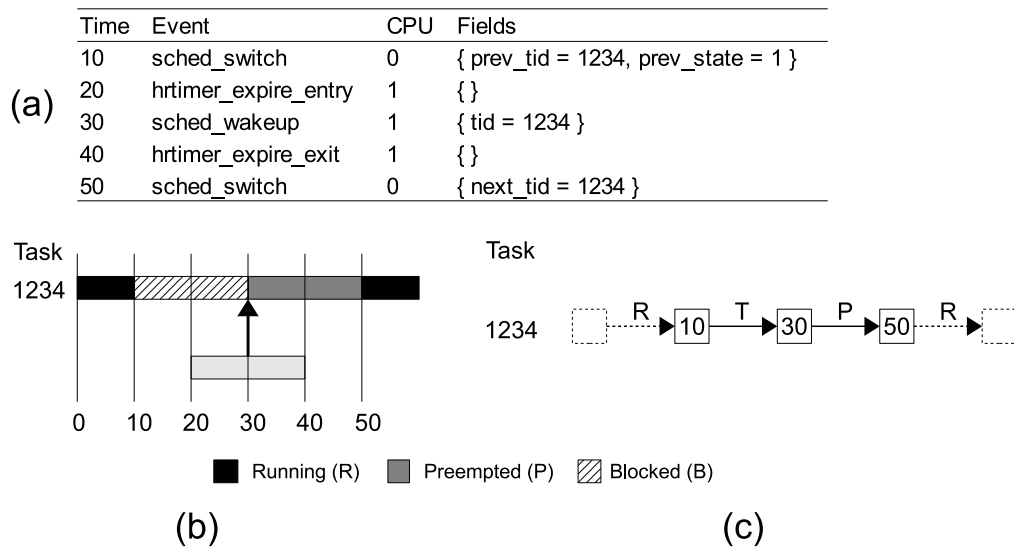 Time Event CPU Fields
10 sched_switch 0 { prev_tid = 1234, prev_state = 1 }
20 hrtimer_expire_entry 1 { }
30 sched_wakeup 1 { tid = 1234 }
40 hrtimer_expire_exit 1 { }
50 sched_switch 0 { next_tid = 1234 }
(a)
Task
1234
0 10 20 30 40 50
Task
1234
R 10 T 30 P 50 R
Running (R) Preempted (P) Blocked (B)
(b)
(c)